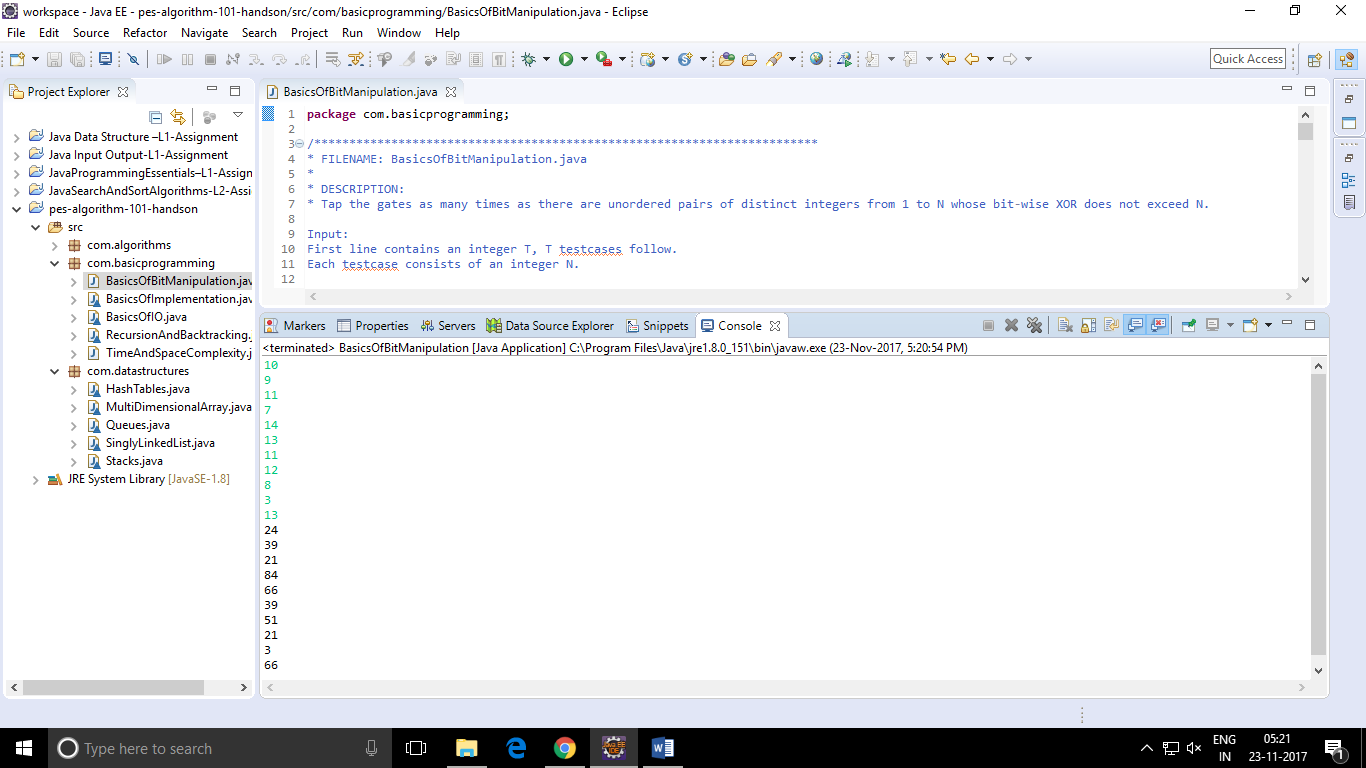 workspace - Java EE - pes-algorithm-101-handson/src/com/basicprogramming/BasicsOfBitManipulation.java - Eclipse
File Edit Source Refactor Navigate Search Project Run Window Help
Quick Access
Project Explorer
Java Data Structure –L1-Assignment
Java Input Output-L1-Assignment
JavaProgrammingEssentials–L1-Assign
JavaSearchAndSortAlgorithms-L2-Assi
pes-algorithm-101-handson
src
com.algorithms
com.basicprogramming
BasicsOfBitManipulation.jav
BasicsOfImplementation.jav
BasicsOfIO.java
RecursionAndBacktracking.
TimeAndSpaceComplexity.j
com.datastructures
HashTables.java
MultiDimensionalArray.java
Queues.java
SinglyLinkedList.java
Stacks.java
JRE System Library [JavaSE-1.8]
BasicsOfBitManipulation.java
1 package com.basicprogramming;
2
3 /************************************************************************
4 * FILENAME: BasicsOfBitManipulation.java
5 *
6 * DESCRIPTION:
7 * Tap the gates as many times as there are unordered pairs of distinct integers from 1 to N whose bit-wise XOR does not exceed N.
8
9 Input:
10 First line contains an integer T, T testcases follow.
11 Each testcase consists of an integer N.
12
Markers Properties Servers Data Source Explorer Snippets Console
<terminated> BasicsOfBitManipulation [Java Application] C:\Program Files\Java\jre1.8.0_151\bin\javaw.exe (23-Nov-2017, 5:20:54 PM)
10
9
11
7
14
13
11
12
8
3
13
24
39
21
84
66
39
51
21
3
66
Type here to search
ENG
IN
05:21
23-11-2017
1